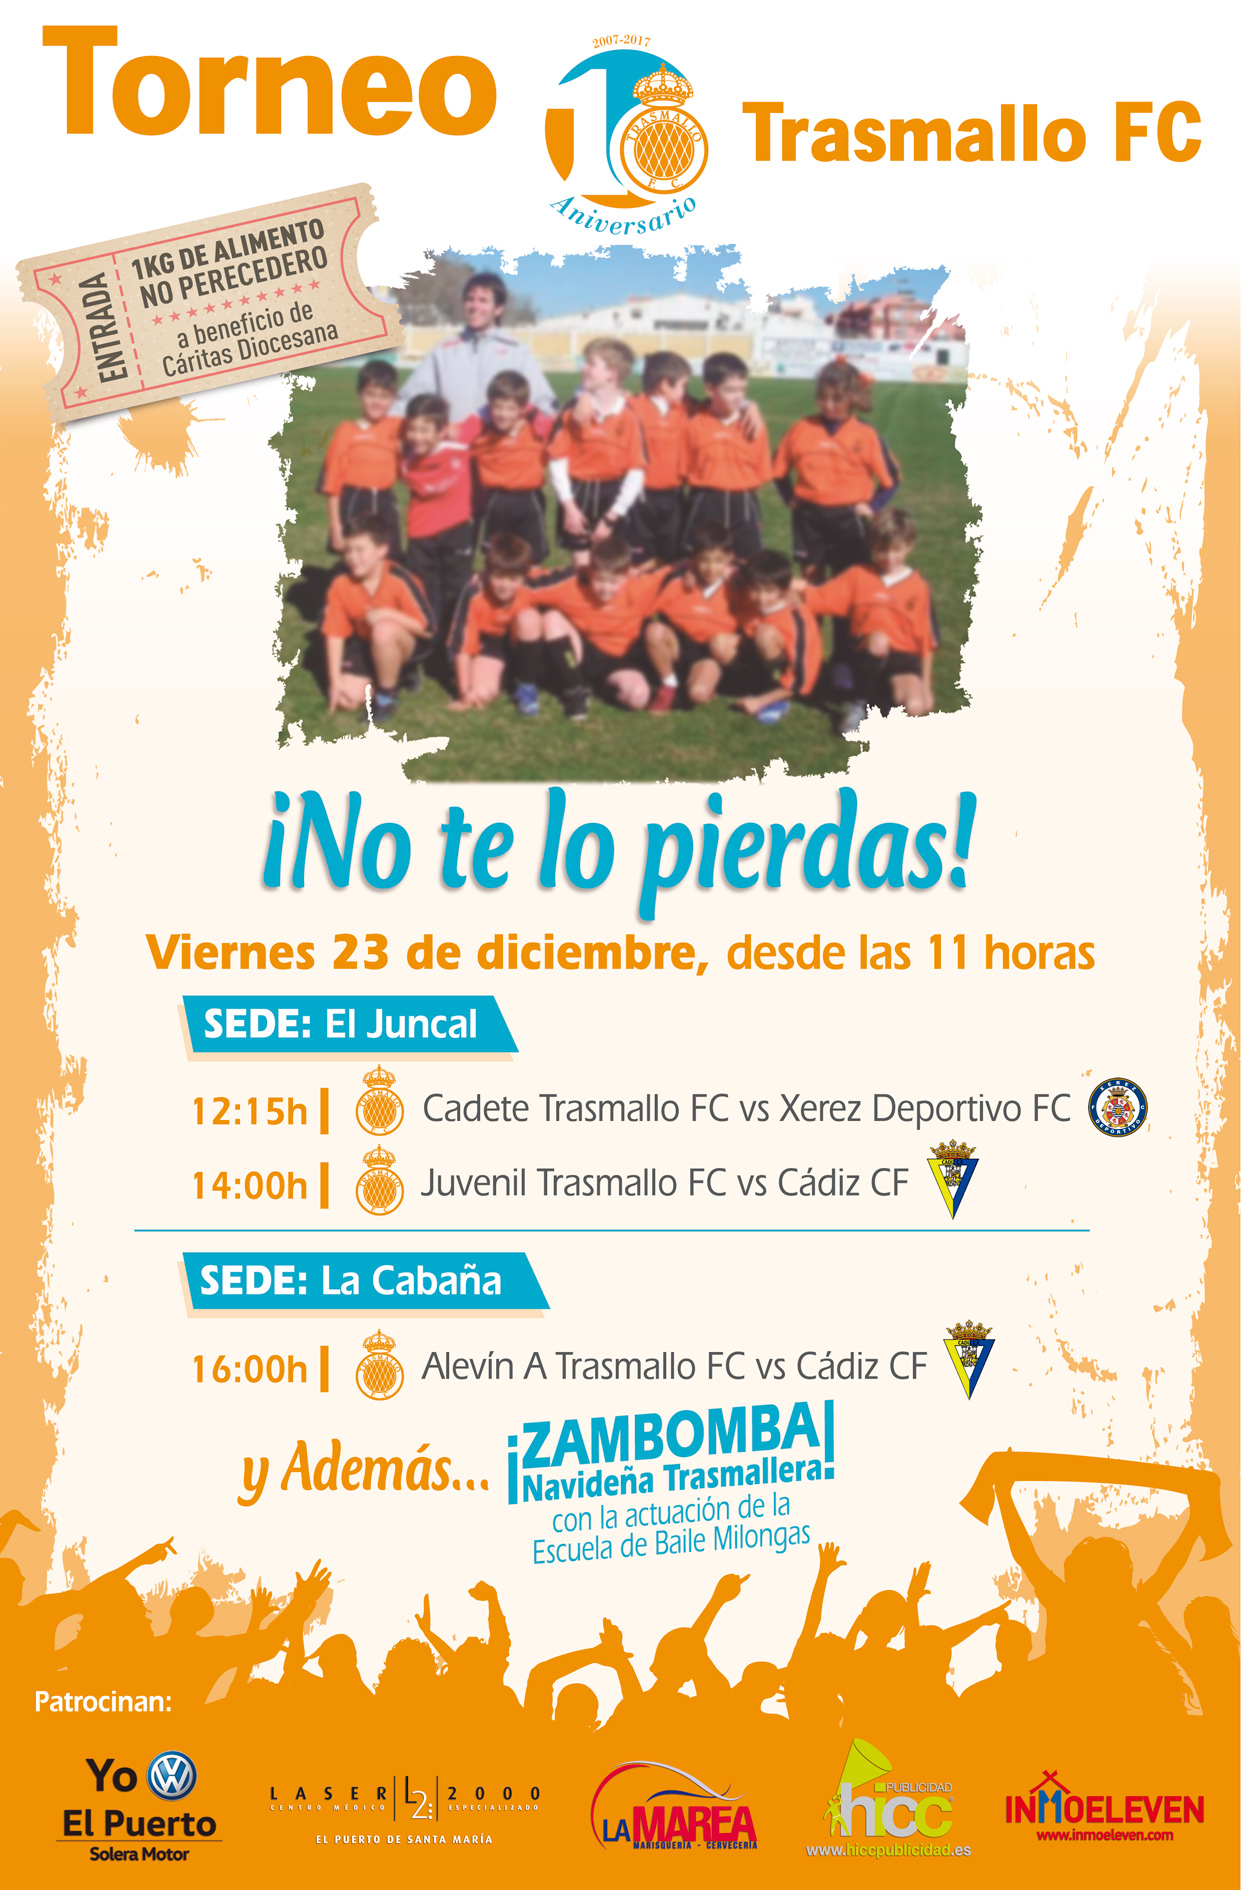 Torneo
2007-2017
TRASMALLO
F. C.
Aniversario
Trasmallo FC
ENTRADA
1KG DE ALIMENTO
NO PERECEDERO
a beneficio de
Cáritas Diocesana
¡No te lo pierdas!
Viernes 23 de diciembre, desde las 11 horas
SEDE: El Juncal
12:15h
Cadete Trasmallo FC vs Xerez Deportivo FC
14:00h
Juvenil Trasmallo FC vs Cádiz CF
SEDE: La Cabaña
16:00h
Alevín A Trasmallo FC vs Cádiz CF
y Además...
¡ZAMBOMBA
Navideña Trasmallera!
con la actuación de la
Escuela de Baile Milongas
Patrocinan:
Yo
El Puerto
Solera Motor
LASER L2: 2000
CENTRO MÉDICO ESPECIALIZADO
EL PUERTO DE SANTA MARÍA
LA MAREA
MARISQUERÍA - CERVECERÍA
PUBLICIDAD
hicc
www.hiccpublicidad.es
INMOELEVEN
www.inmoeleven.com